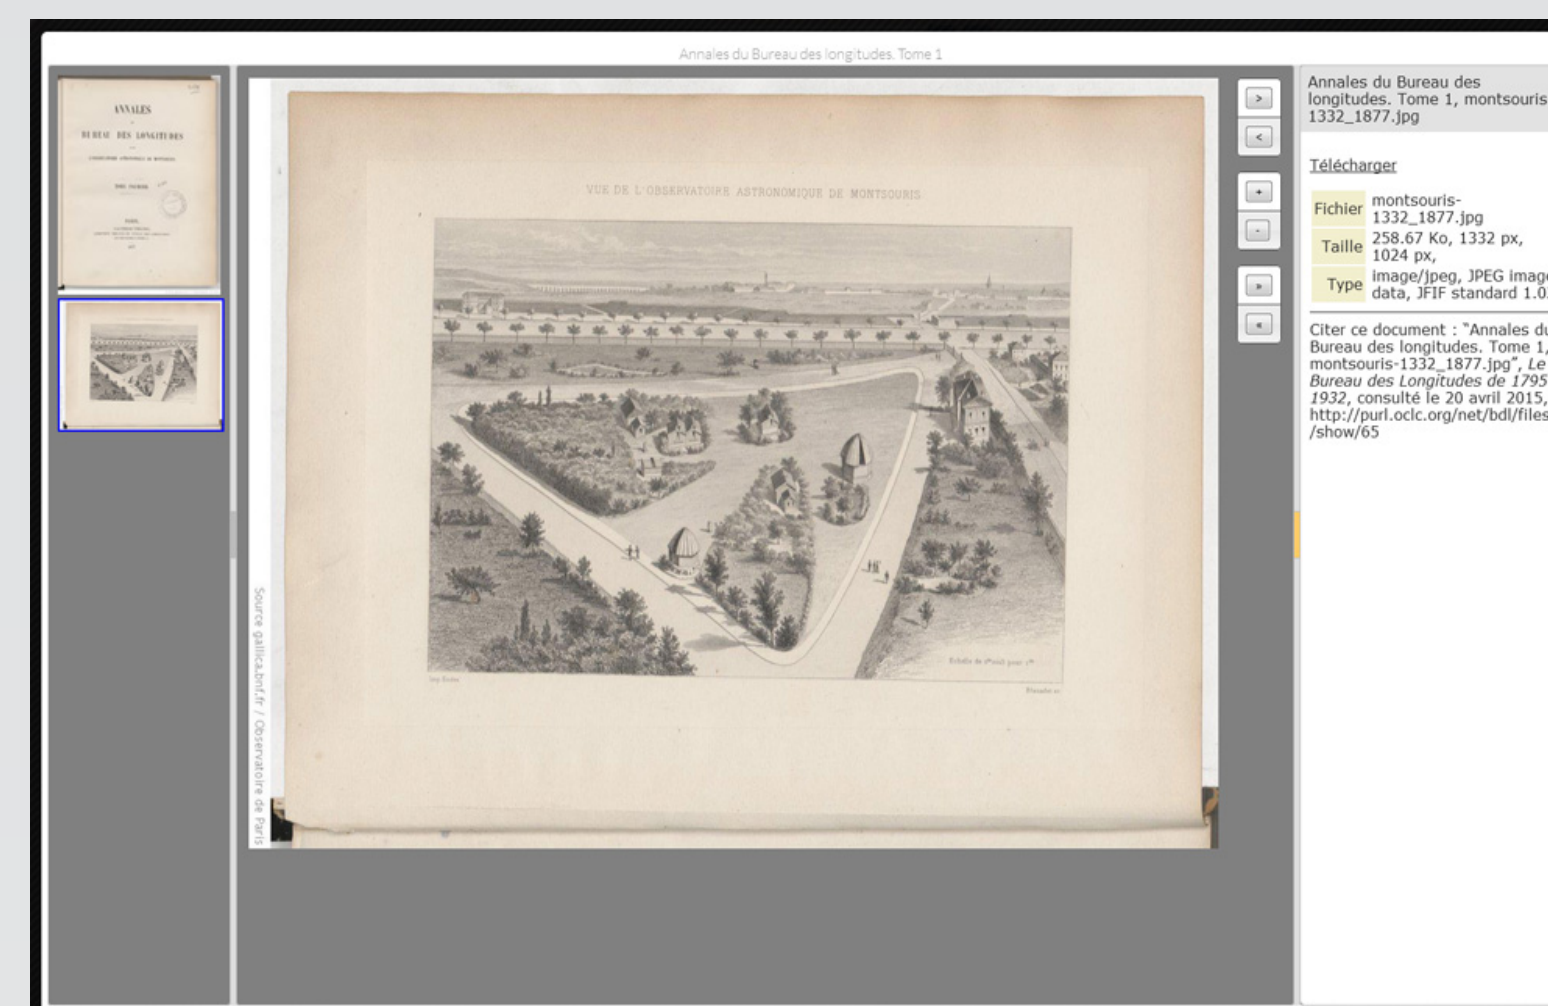 Annales du Bureau des longitudes. Tome 1
ANNALES
BUREAU DES LONGITUDES
TOME PREMIER
PARIS
VUE DE L'OBSERVATOIRE ASTRONOMIQUE DE MONTSOURIS
Source gallica.bnf.fr / Observatoire de Paris
>
<
+
-
»
«
Annales du Bureau des
longitudes. Tome 1, montsouris
1332_1877.jpg
Télécharger
Fichier montsouris-
1332_1877.jpg
Taille 258.67 Ko, 1332 px,
1024 px,
Type image/jpeg, JPEG image
data, JFIF standard 1.0
Citer ce document : “Annales du
Bureau des longitudes. Tome 1,
montsouris-1332_1877.jpg”, Le
Bureau des Longitudes de 1795
1932, consulté le 20 avril 2015,
http://purl.oclc.org/net/bdl/files
/show/65